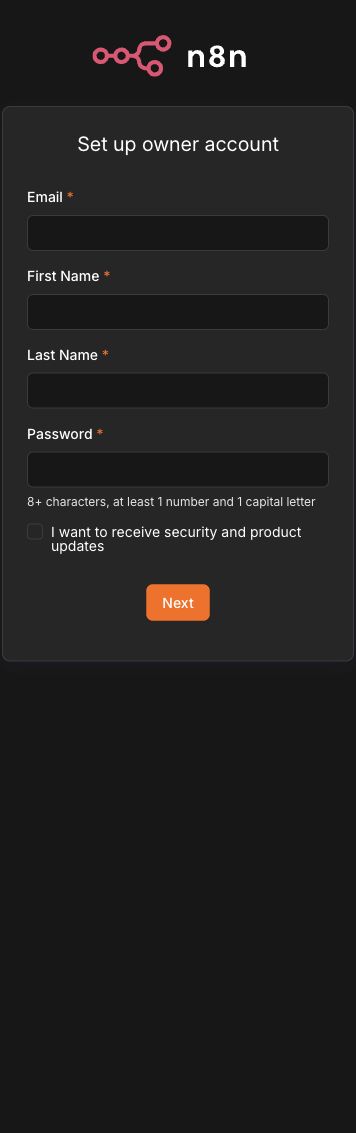 n8n
Set up owner account
Email *
First Name *
Last Name *
Password *
8+ characters, at least 1 number and 1 capital letter
I want to receive security and product
updates
Next